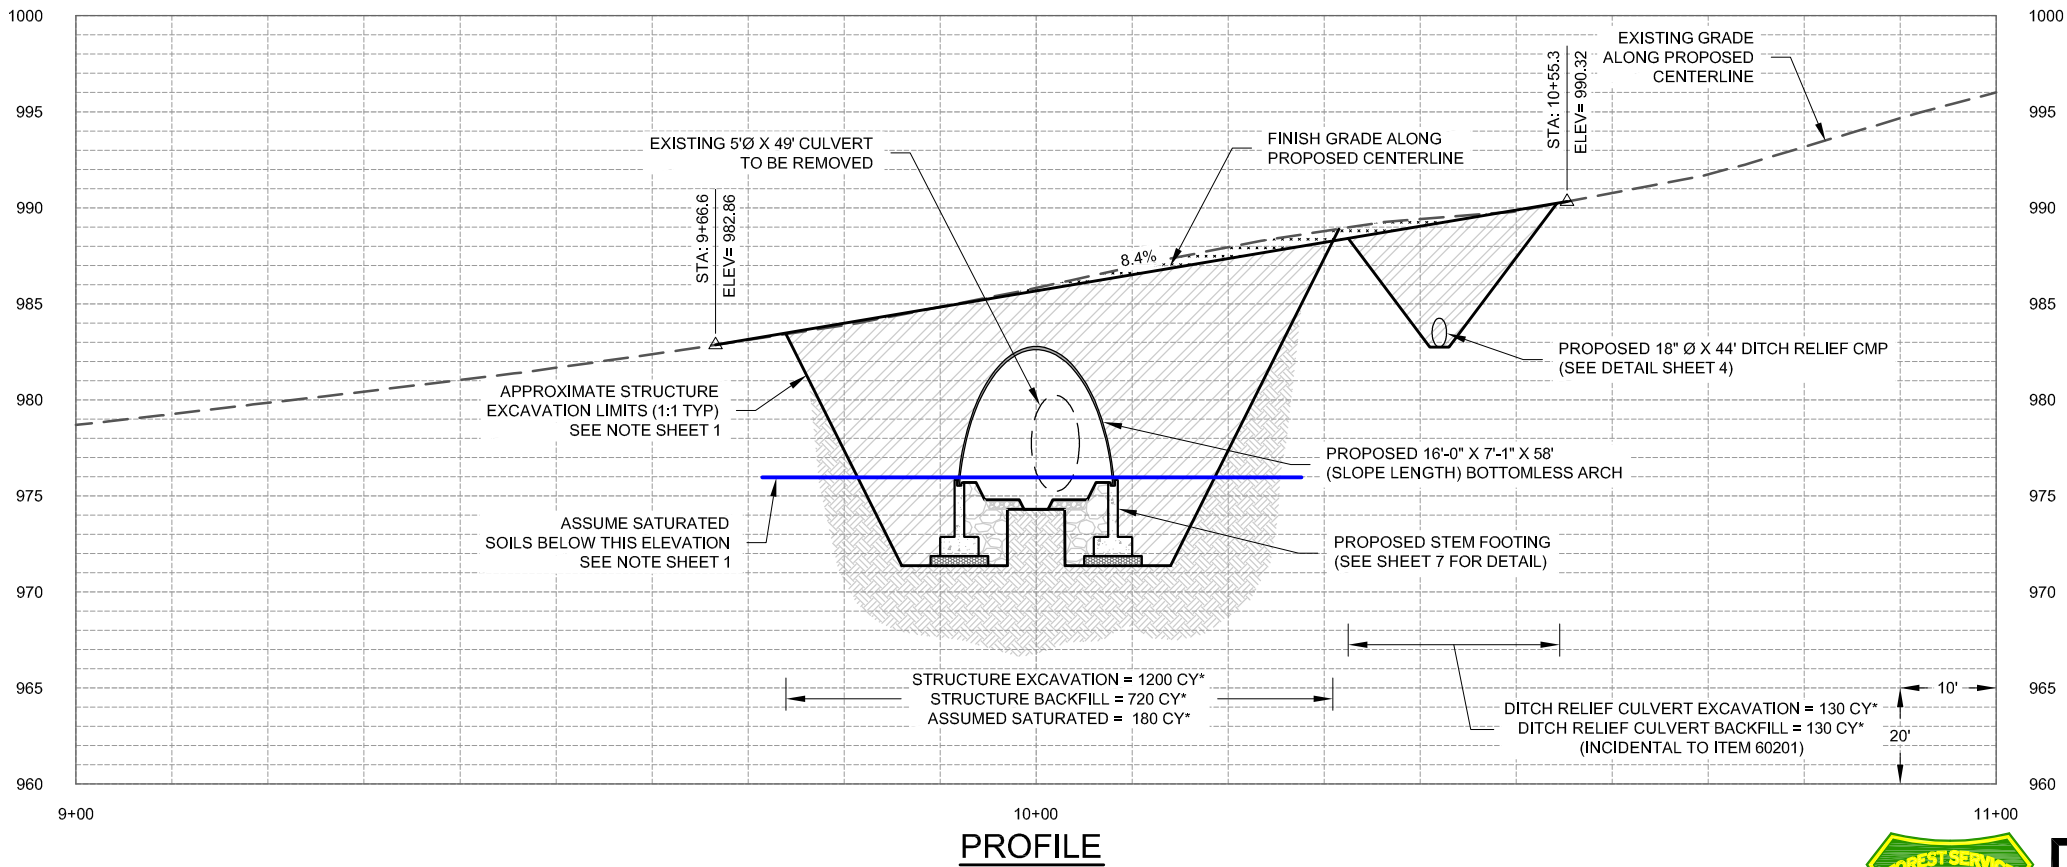 1000
1000
995
995
990
990
985
985
980
980
975
975
970
970
965
965
960
960
EXISTING GRADE
ALONG PROPOSED
CENTERLINE
STA: 10+55.3
ELEV= 990.32
EXISTING 5'Ø X 49' CULVERT
TO BE REMOVED
FINISH GRADE ALONG
PROPOSED CENTERLINE
STA: 9+66.6
ELEV= 982.86
8.4%
PROPOSED 18" Ø X 44' DITCH RELIEF CMP
(SEE DETAIL SHEET 4)
APPROXIMATE STRUCTURE
EXCAVATION LIMITS (1:1 TYP)
SEE NOTE SHEET 1
PROPOSED 16'-0" X 7'-1" X 58'
(SLOPE LENGTH) BOTTOMLESS ARCH
ASSUME SATURATED
SOILS BELOW THIS ELEVATION
SEE NOTE SHEET 1
PROPOSED STEM FOOTING
(SEE SHEET 7 FOR DETAIL)
STRUCTURE EXCAVATION = 1200 CY*
STRUCTURE BACKFILL = 720 CY*
ASSUMED SATURATED = 180 CY*
DITCH RELIEF CULVERT EXCAVATION = 130 CY*
DITCH RELIEF CULVERT BACKFILL = 130 CY*
(INCIDENTAL TO ITEM 60201)
10'
20'
9+00
10+00
11+00
PROFILE
FOREST SERVICE